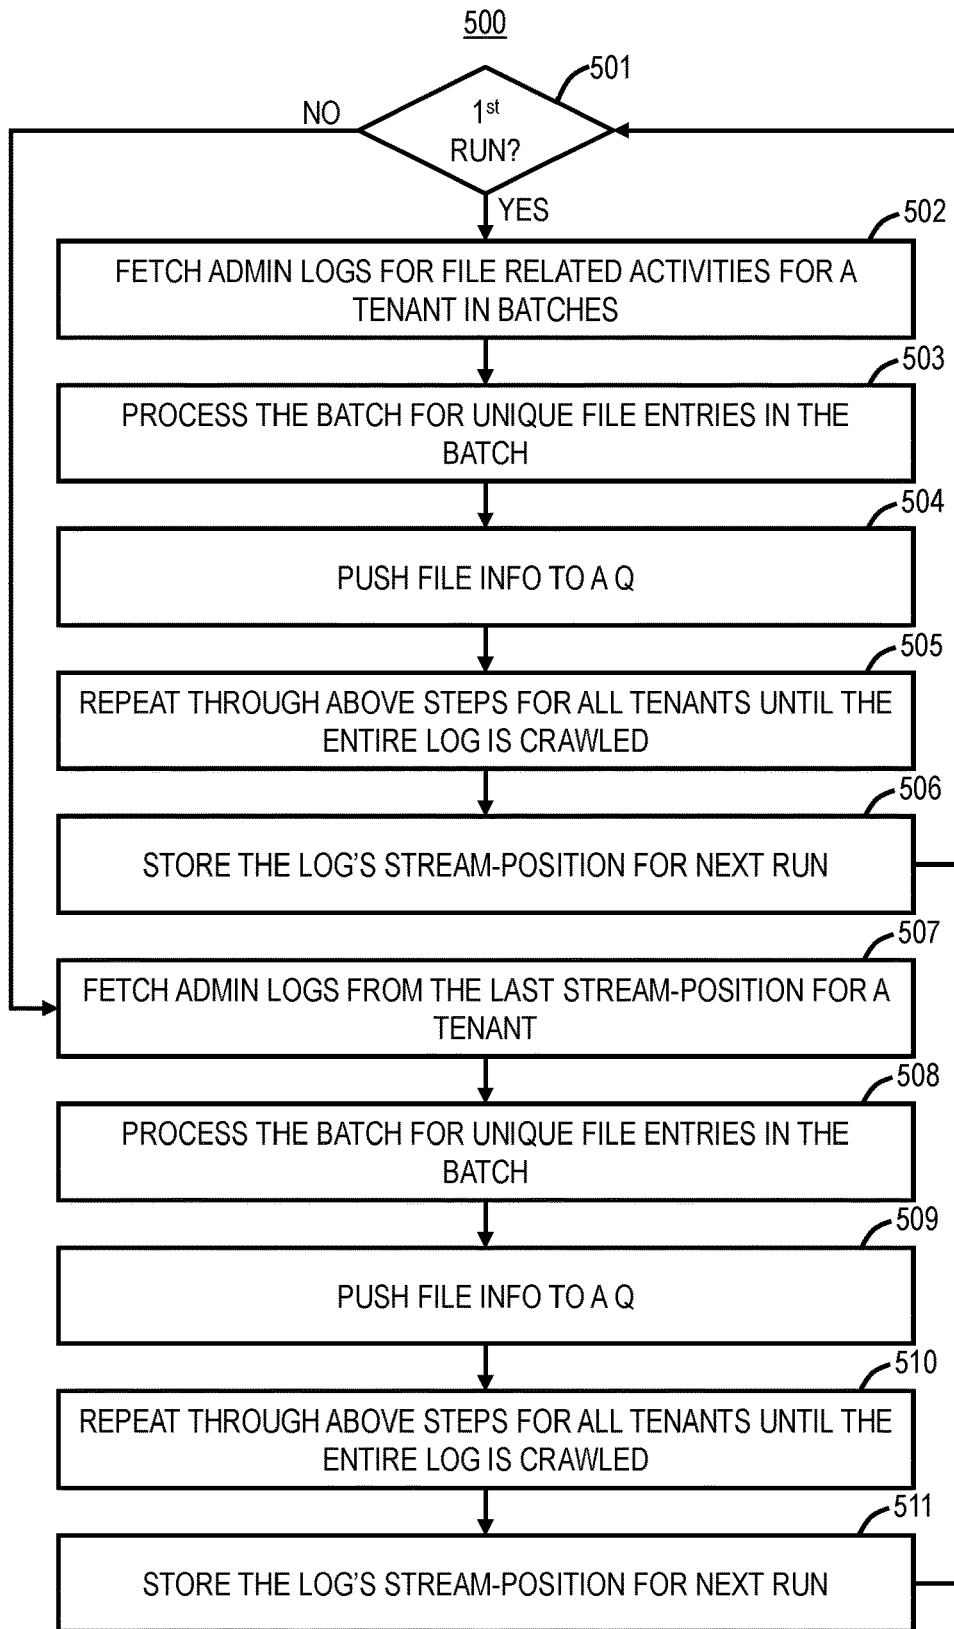 500
501
NO
1st
RUN?
YES
502
FETCH ADMIN LOGS FOR FILE RELATED ACTIVITIES FOR A
TENANT IN BATCHES
503
PROCESS THE BATCH FOR UNIQUE FILE ENTRIES IN THE
BATCH
504
PUSH FILE INFO TO A Q
505
REPEAT THROUGH ABOVE STEPS FOR ALL TENANTS UNTIL THE
ENTIRE LOG IS CRAWLED
506
STORE THE LOG'S STREAM-POSITION FOR NEXT RUN
507
FETCH ADMIN LOGS FROM THE LAST STREAM-POSITION FOR A
TENANT
508
PROCESS THE BATCH FOR UNIQUE FILE ENTRIES IN THE
BATCH
509
PUSH FILE INFO TO A Q
510
REPEAT THROUGH ABOVE STEPS FOR ALL TENANTS UNTIL THE
ENTIRE LOG IS CRAWLED
511
STORE THE LOG'S STREAM-POSITION FOR NEXT RUN